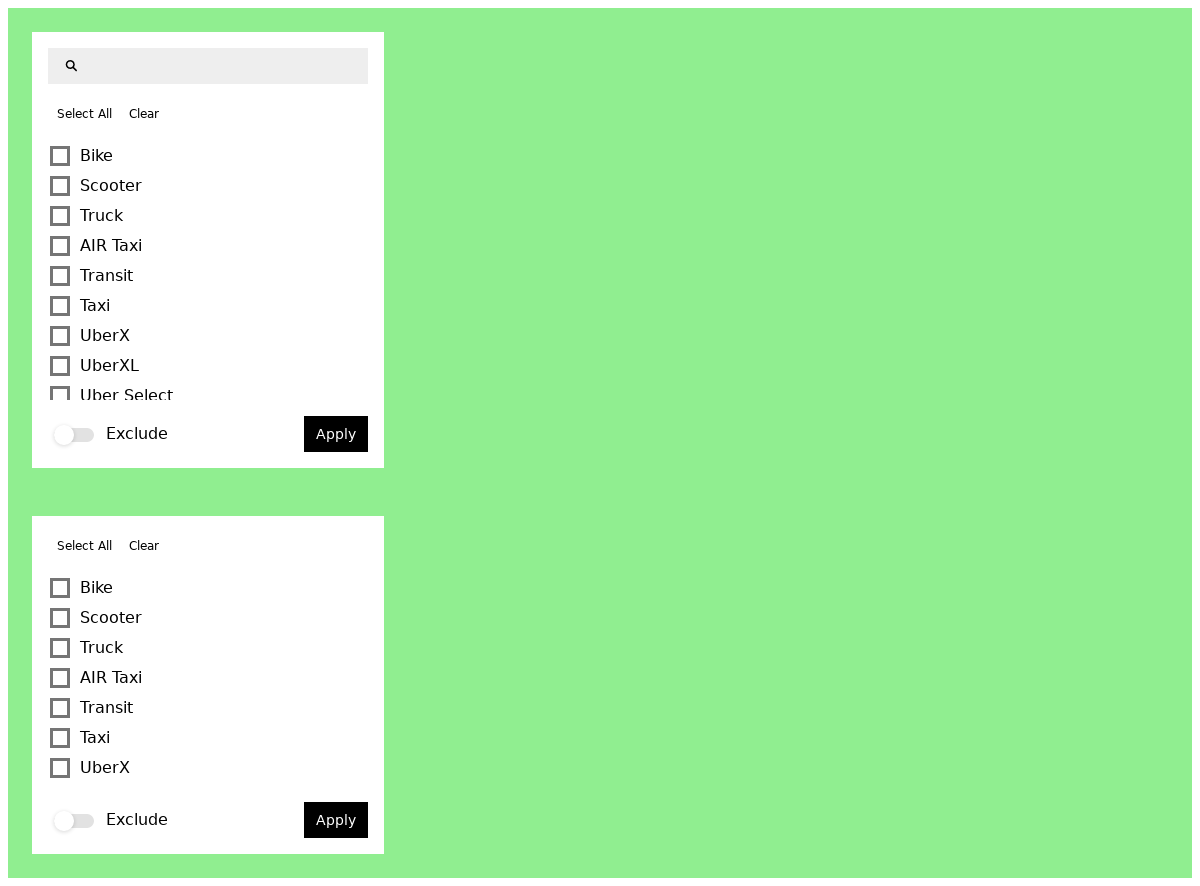 Select All Clear
Bike
Scooter
Truck
AIR Taxi
Transit
Taxi
UberX
UberXL
Uber Select
Exclude Apply
Select All Clear
Bike
Scooter
Truck
AIR Taxi
Transit
Taxi
UberX
Exclude Apply